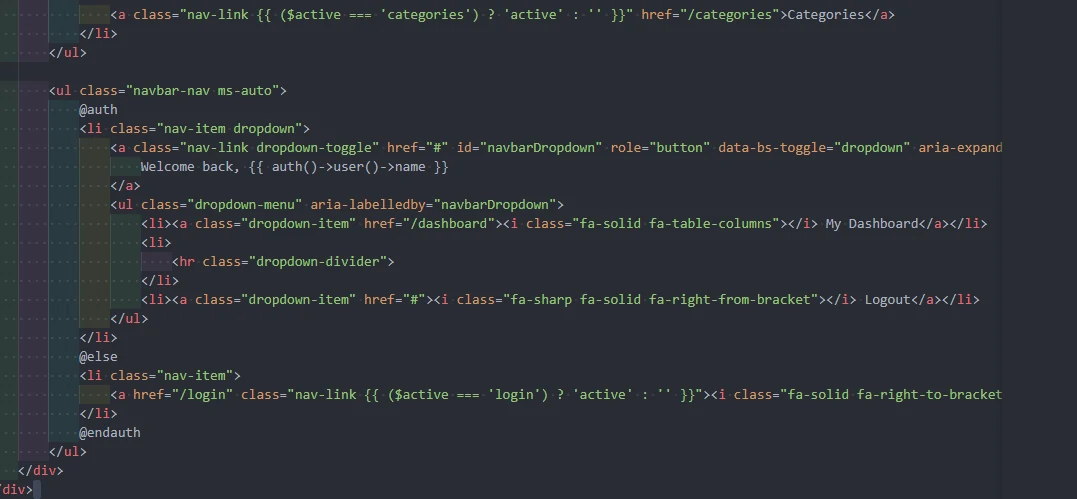 <a class="nav-link {{ ($active === 'categories') ? 'active' : '' }}" href="/categories">Categories</a>
</li>
</ul>
<ul class="navbar-nav ms-auto">
@auth
<li class="nav-item dropdown">
<a class="nav-link dropdown-toggle" href="#" id="navbarDropdown" role="button" data-bs-toggle="dropdown" aria-expand
Welcome back, {{ auth()->user()->name }}
</a>
<ul class="dropdown-menu" aria-labelledby="navbarDropdown">
<li><a class="dropdown-item" href="/dashboard"><i class="fa-solid fa-table-columns"></i> My Dashboard</a></li>
<li>
<hr class="dropdown-divider">
</li>
<li><a class="dropdown-item" href="#"><i class="fa-sharp fa-solid fa-right-from-bracket"></i> Logout</a></li>
</ul>
</li>
@else
<li class="nav-item">
<a href="/login" class="nav-link {{ ($active === 'login') ? 'active' : '' }}"><i class="fa-solid fa-right-to-bracket
</li>
@endauth
</ul>
</div>
/div>